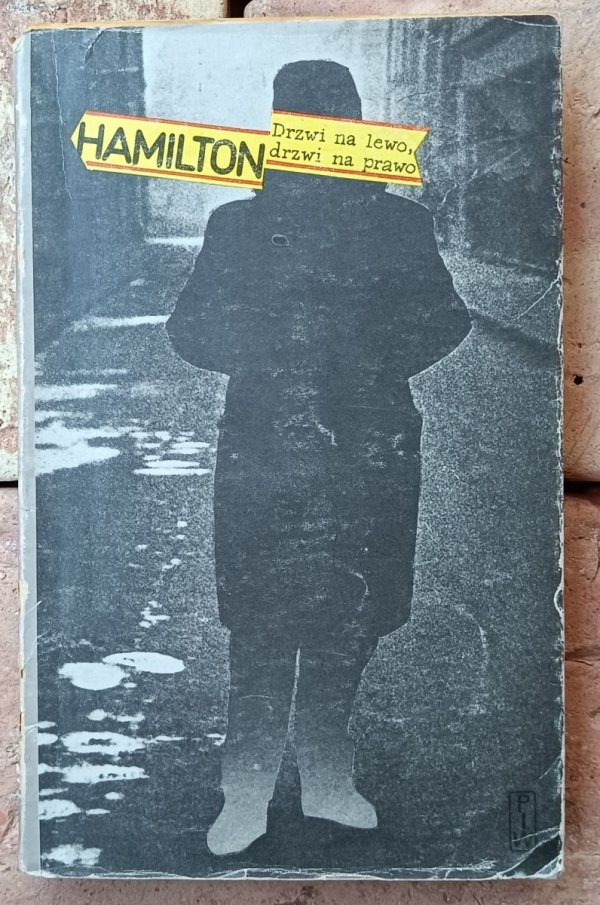 HAMILTON
Drzwi na lewo,
drzwi na prawo
PIW